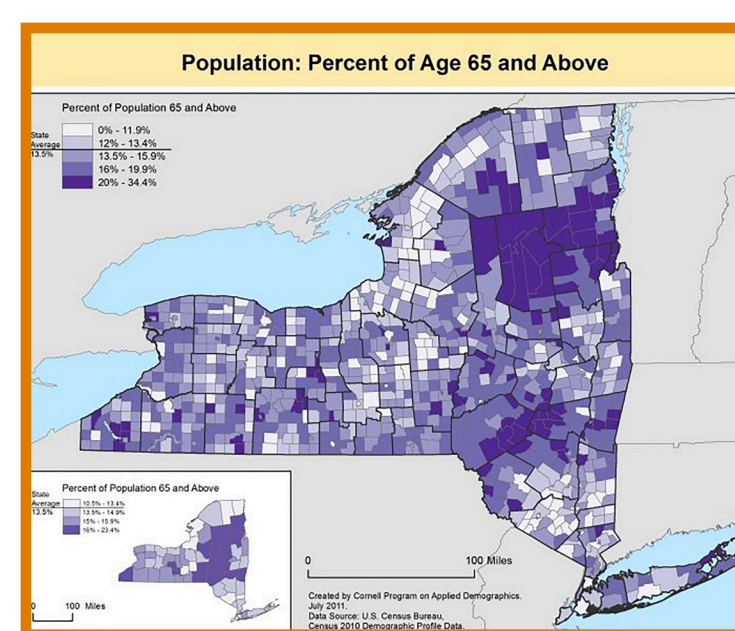 Population: Percent of Age 65 and Above
Percent of Population 65 and Above
State
Average
13.5%
0% - 11.9%
12% - 13.4%
13.5% - 15.9%
16% - 19.9%
20% - 34.4%
Percent of Population 65 and Above
State
Average
13.5%
10.5% - 13.4%
13.5% - 14.9%
15% - 15.9%
16% - 23.4%
0 100 Miles
0 100 Miles
Created by Cornell Program on Applied Demographics.
July 2011.
Data Source: U.S. Census Bureau,
Census 2010 Demographic Profile Data.